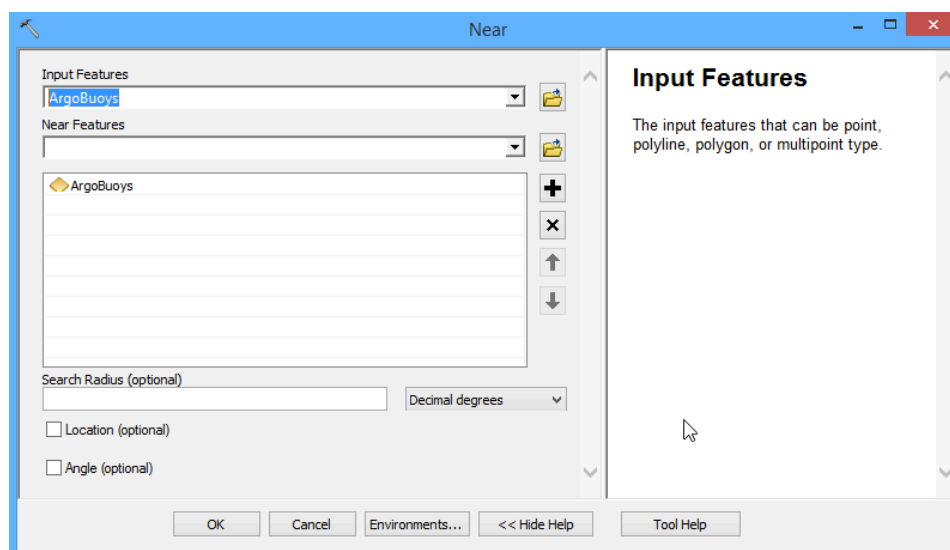 Near
Input Features
ArgoBuoys
Near Features
ArgoBuoys
Search Radius (optional)
Decimal degrees
Location (optional)
Angle (optional)
OK
Cancel
Environments...
<< Hide Help
Tool Help
Input Features
The input features that can be point,
polyline, polygon, or multipoint type.